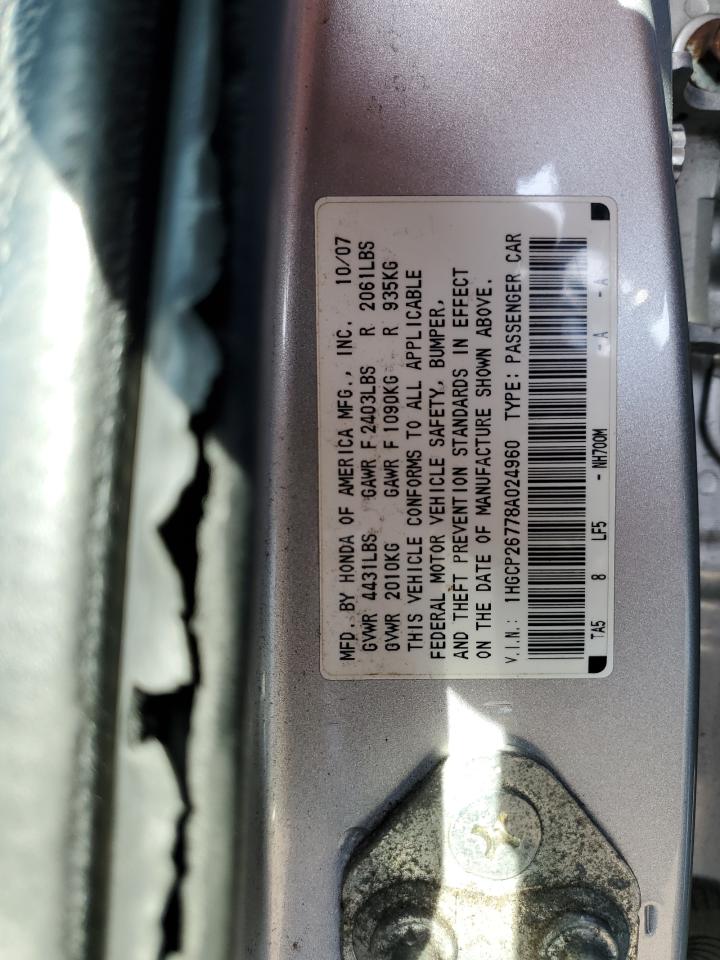 MFD. BY HONDA OF AMERICA MFG., INC. 10/07
GVWR 4431LBS GAWR F 2403LBS R 2061LBS
GVWR 2010KG GAWR F 1090KG R 935KG
THIS VEHICLE CONFORMS TO ALL APPLICABLE
FEDERAL MOTOR VEHICLE SAFETY, BUMPER,
AND THEFT PREVENTION STANDARDS IN EFFECT
ON THE DATE OF MANUFACTURE SHOWN ABOVE.
V.I.N.: 1HGCP26778A024960 TYPE: PASSENGER CAR
TA5 8 LF5 - NH700M - A - A